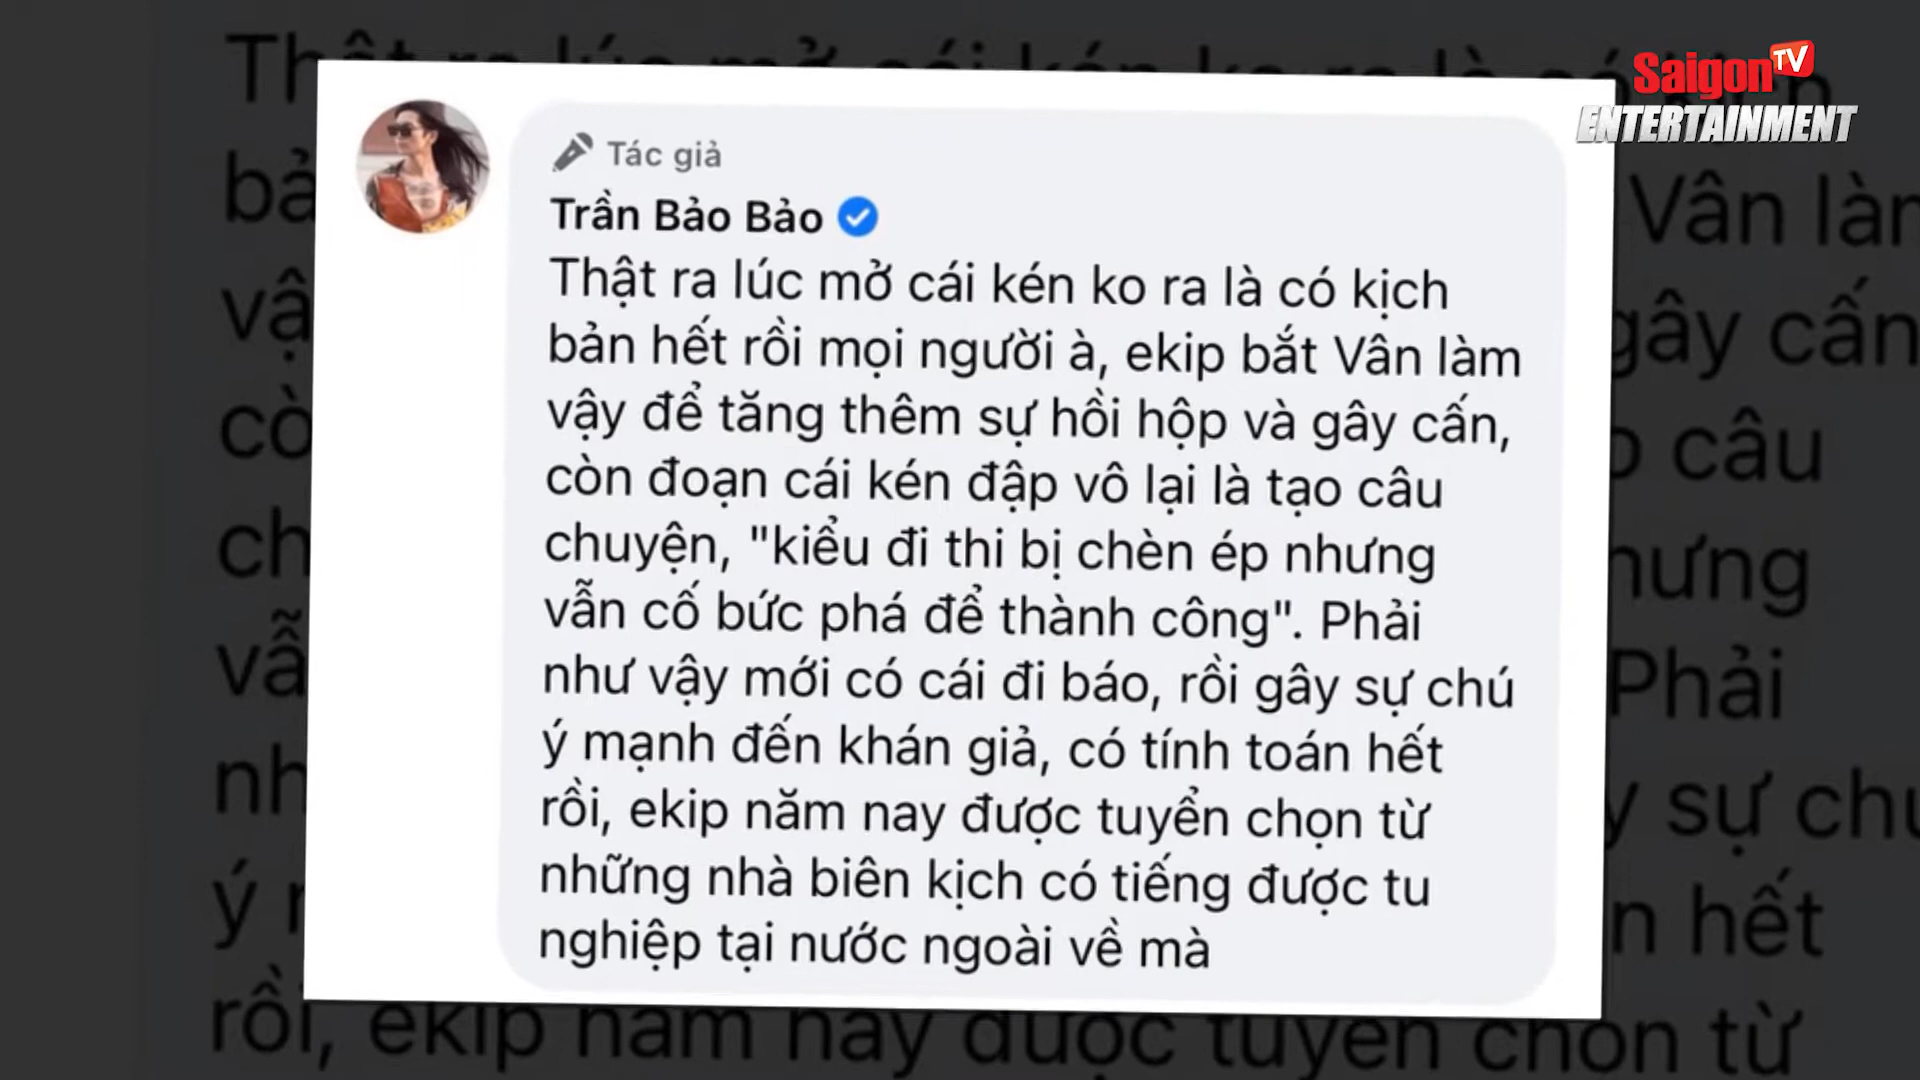 Saigon TV
ENTERTAINMENT
Tác giả
Trần Bảo Bảo
Thật ra lúc mở cái kén ko ra là có kịch
bản hết rồi mọi người à, ekip bắt Vân làm
vậy để tăng thêm sự hồi hộp và gây cấn,
còn đoạn cái kén đập vô lại là tạo câu
chuyện, "kiểu đi thi bị chèn ép nhưng
vẫn cố bức phá để thành công". Phải
như vậy mới có cái đi báo, rồi gây sự chú
ý mạnh đến khán giả, có tính toán hết
rồi, ekip năm nay được tuyển chọn từ
những nhà biên kịch có tiếng được tu
nghiệp tại nước ngoài về mà